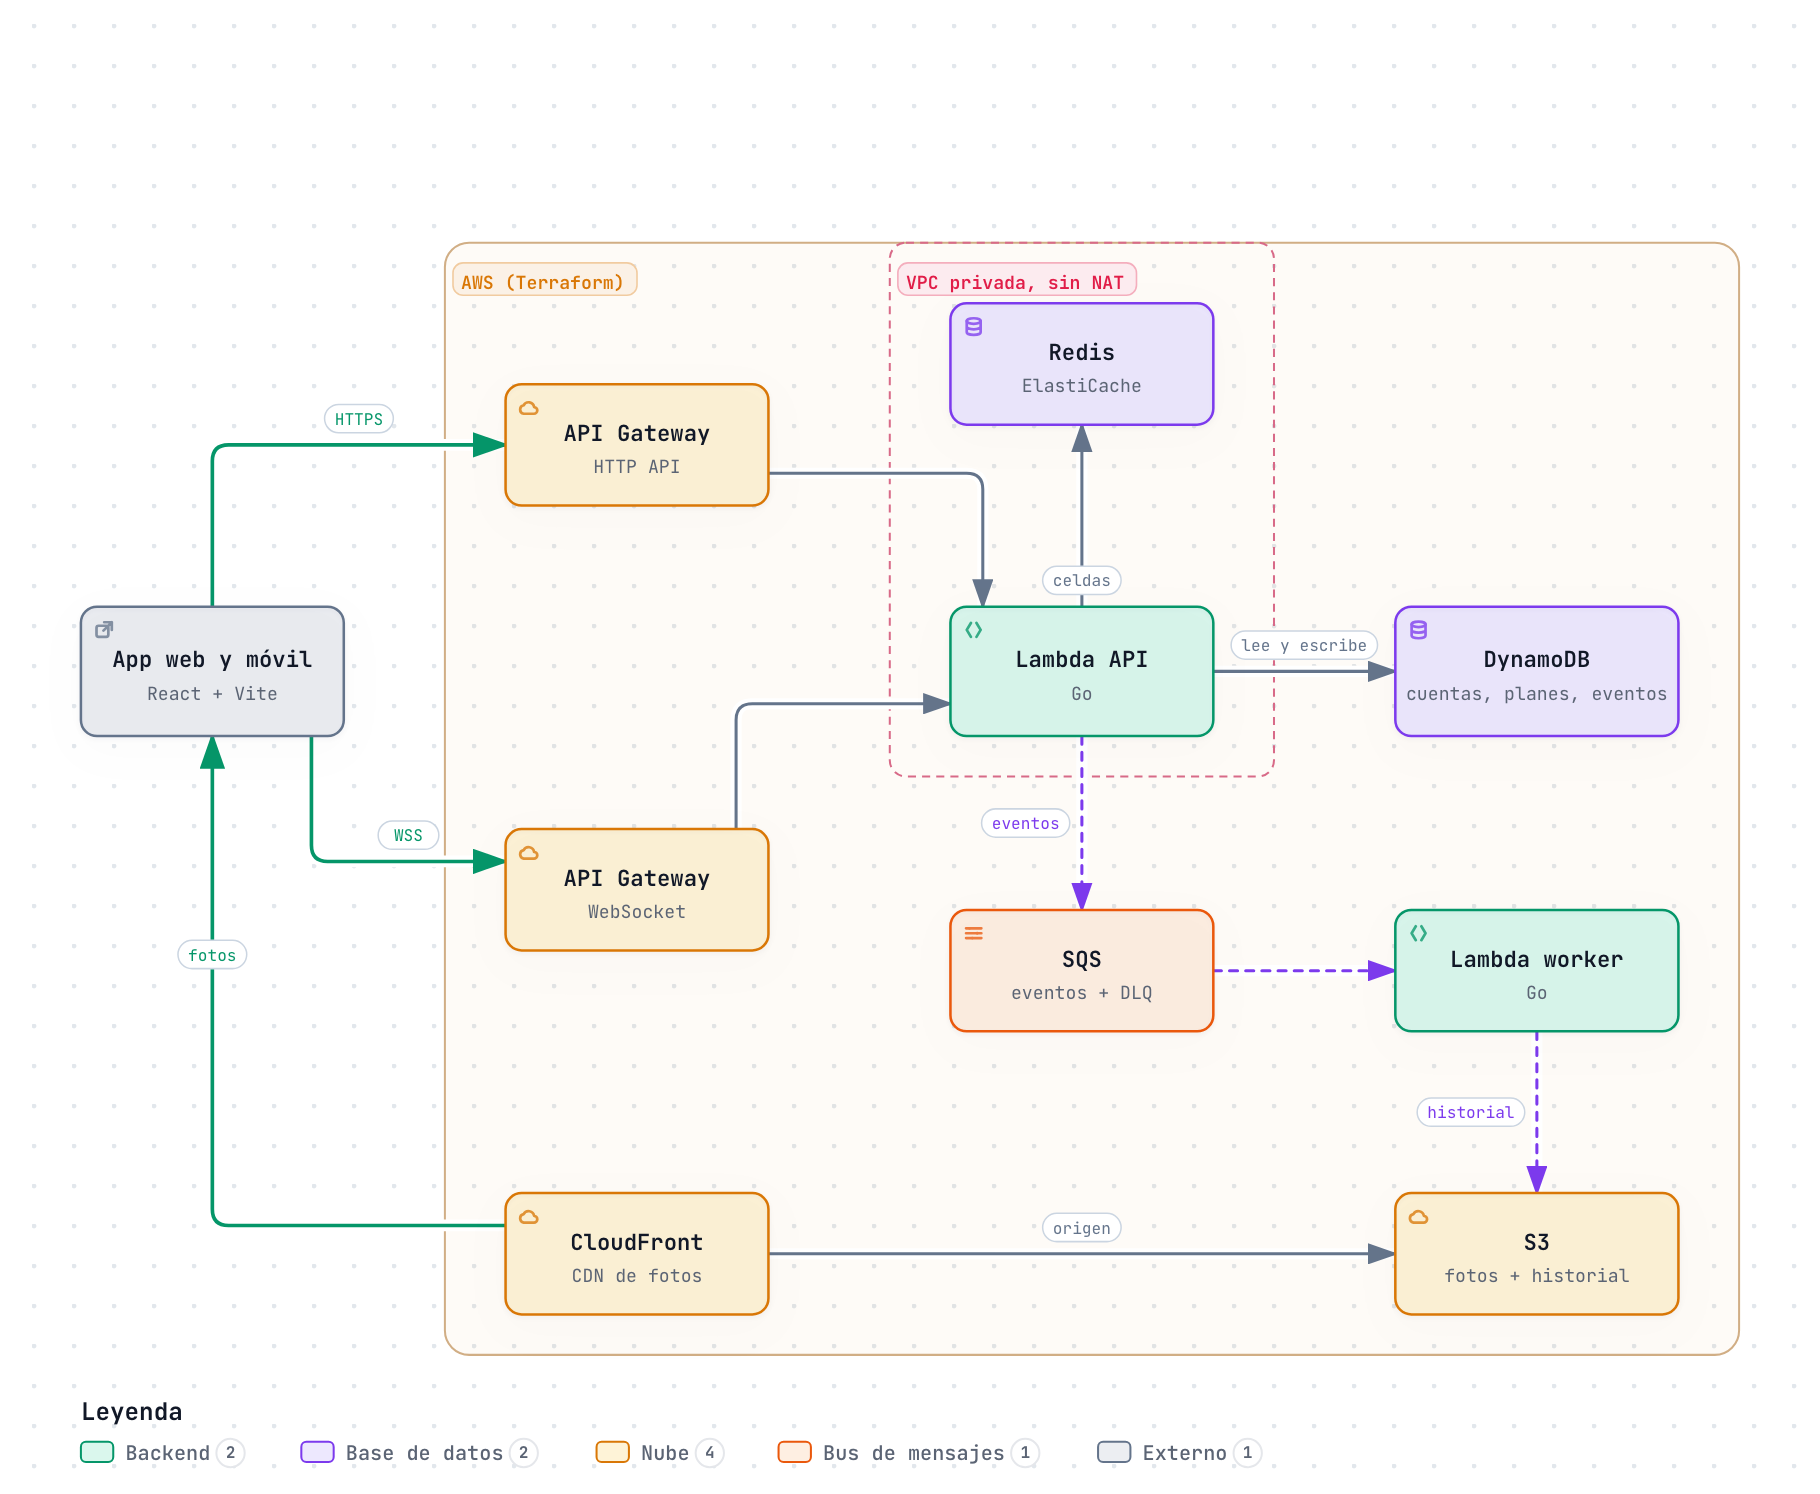 AWS (Terraform)
VPC privada, sin NAT
Redis
ElastiCache
HTTPS
API Gateway
HTTP API
celdas
App web y móvil
React + Vite
Lambda API
Go
lee y escribe
DynamoDB
cuentas, planes, eventos
WSS
eventos
API Gateway
WebSocket
fotos
SQS
eventos + DLQ
Lambda worker
Go
historial
CloudFront
CDN de fotos
origen
S3
fotos + historial
Leyenda
Backend 2
Base de datos 2
Nube 4
Bus de mensajes 1
Externo 1